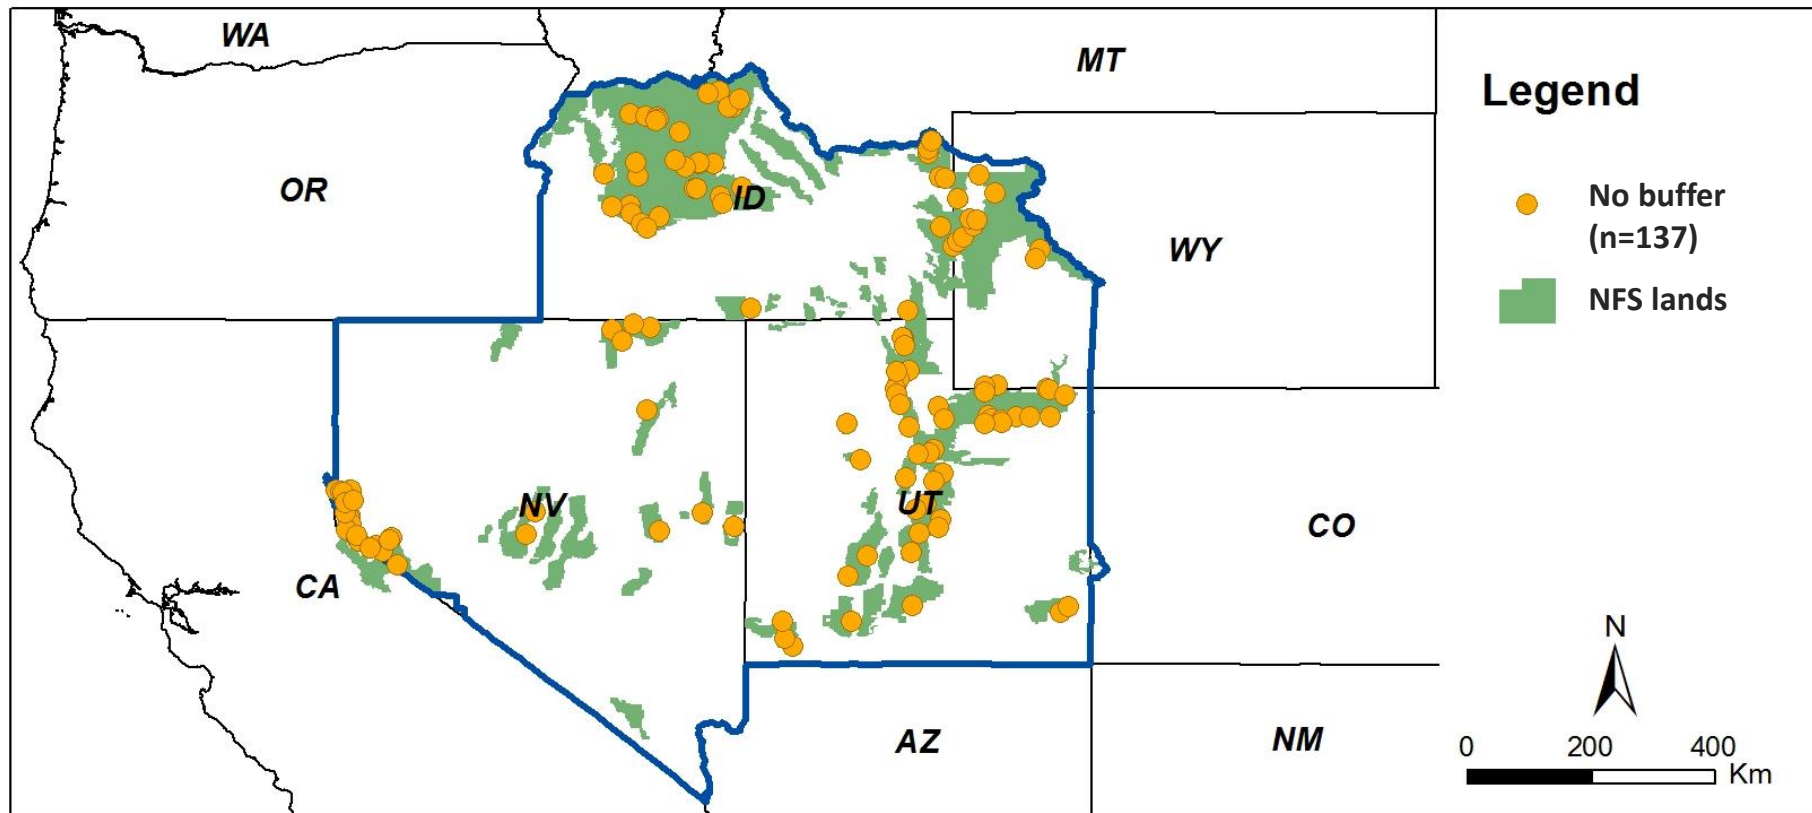 WA
MT
Legend
OR
ID
No buffer
(n=137)
WY
NFS lands
NV
UT
CO
CA
N
AZ
NM
0 200 400
Km